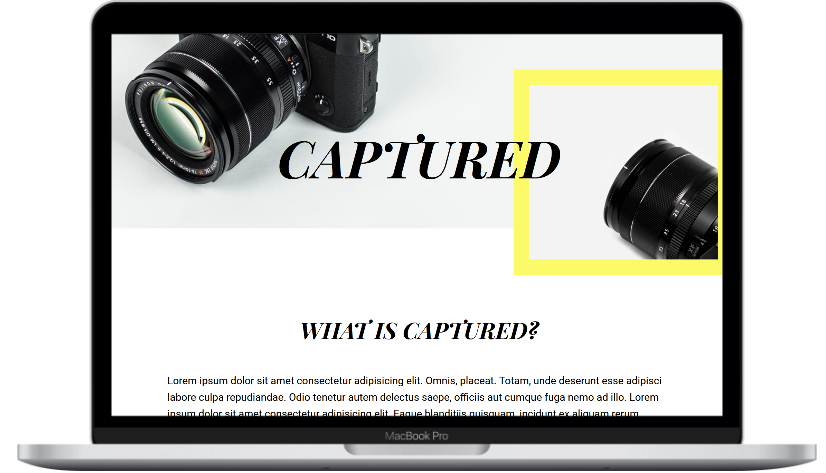 CAPTURED
WHAT IS CAPTURED?
Lorem ipsum dolor sit amet consectetur adipisicing elit. Omnis, placeat. Totam, unde deserunt esse adipisci
labore culpa repudiandae. Odio tenetur autem delectus saepe, officiis aut cumque fuga nemo ad illo. Lorem
ipsum dolor sit amet consectetur adipisicing elit. Eaque blanditiis quisquam, incidunt ex aliquam rerum
MacBook Pro